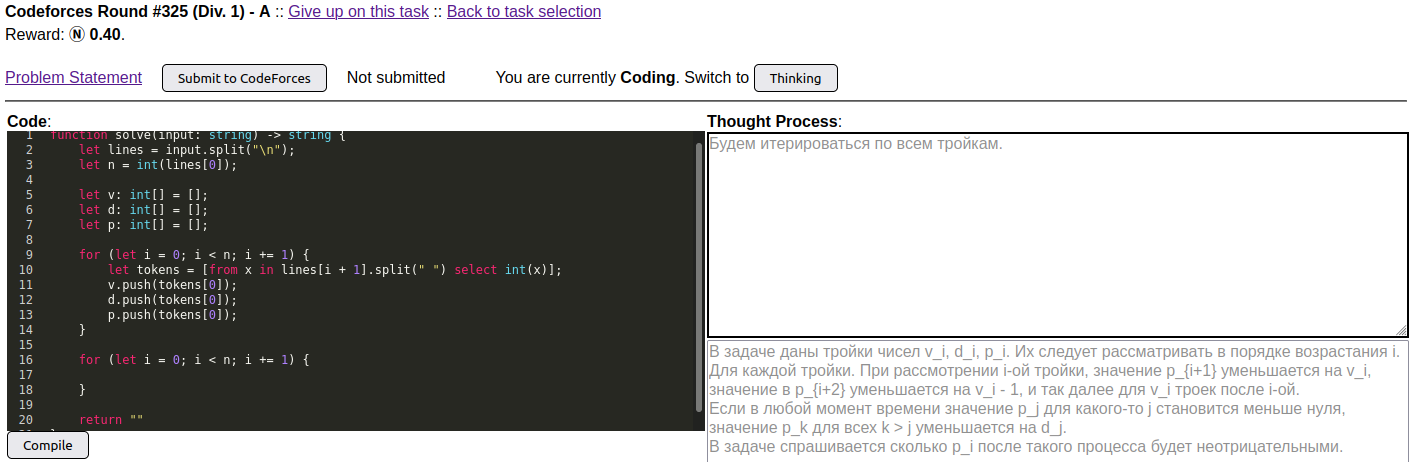 Codeforces Round #325 (Div. 1) - A :: Give up on this task :: Back to task selection
Reward: Ⓝ 0.40.
Problem Statement Submit to CodeForces Not submitted You are currently Coding. Switch to Thinking
Code:
1 function solve(input: string) -> string {
2 let lines = input.split("\n");
3 let n = int(lines[0]);
4
5 let v: int[] = [];
6 let d: int[] = [];
7 let p: int[] = [];
8
9 for (let i = 0; i < n; i += 1) {
10 let tokens = [from x in lines[i + 1].split(" ") select int(x)];
11 v.push(tokens[0]);
12 d.push(tokens[0]);
13 p.push(tokens[0]);
14 }
15
16 for (let i = 0; i < n; i += 1) {
17
18 }
19
20 return ""
Compile
Thought Process:
Будем итерироваться по всем тройкам.
В задаче даны тройки чисел v_i, d_i, p_i. Их следует рассматривать в порядке возрастания i.
Для каждой тройки. При рассмотрении i-ой тройки, значение p_{i+1} уменьшается на v_i,
значение в p_{i+2} уменьшается на v_i - 1, и так далее для v_i троек после i-ой.
Если в любой момент времени значение p_j для какого-то j становится меньше нуля,
значение p_k для всех k > j уменьшается на d_j.
В задаче спрашивается сколько p_i после такого процесса будет неотрицательными.